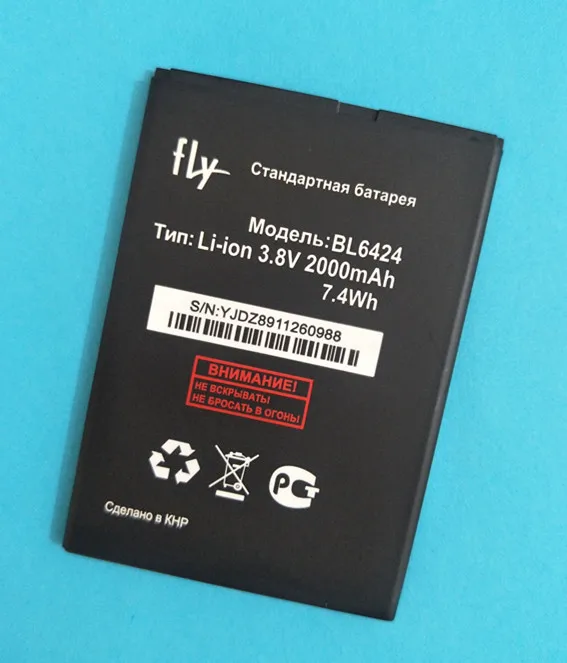 fly
Стандартная батарея
Модель:BL6424
Тип: Li-ion 3.8V 2000mAh
7.4Wh
S/N:YJDZ8911260988
ВНИМАНИЕ!
НЕ ВСКРЫВАТЬ!
НЕ БРОСАТЬ В ОГОНЬ!
РСТ
Сделано в КНР